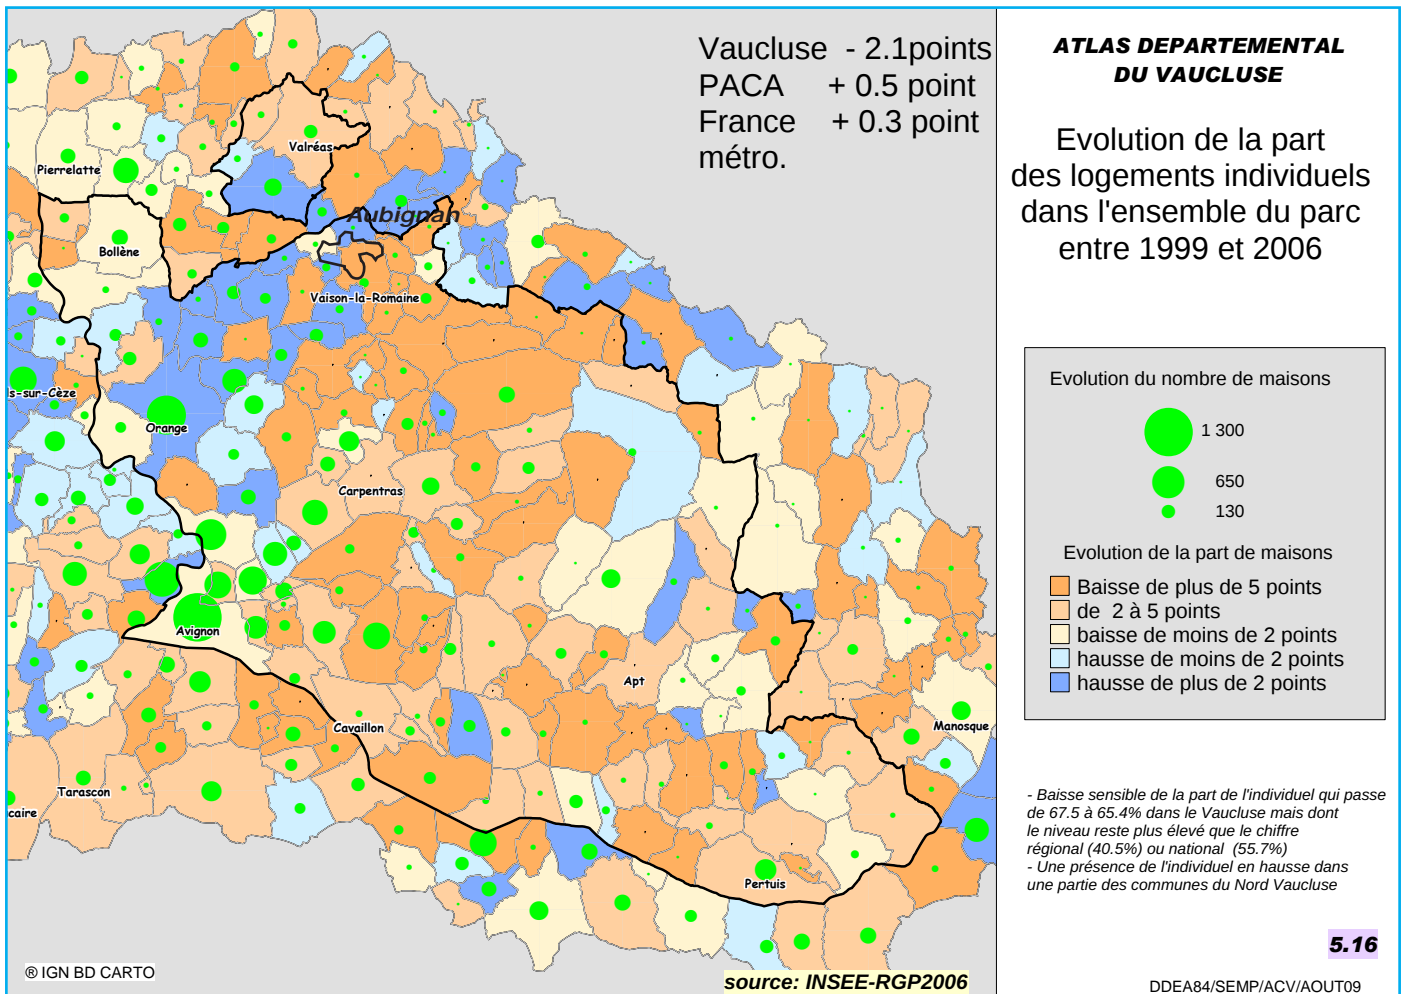 Vaucluse - 2.1points
PACA + 0.5 point
France + 0.3 point
métro.
ATLAS DEPARTEMENTAL
DU VAUCLUSE
Evolution de la part
des logements individuels
dans l'ensemble du parc
entre 1999 et 2006
Evolution du nombre de maisons
1 300
650
130
Evolution de la part de maisons
Baisse de plus de 5 points
de 2 à 5 points
baisse de moins de 2 points
hausse de moins de 2 points
hausse de plus de 2 points
- Baisse sensible de la part de l'individuel qui passe
de 67.5 à 65.4% dans le Vaucluse mais dont
le niveau reste plus élevé que le chiffre
régional (40.5%) ou national (55.7%)
- Une présence de l'individuel en hausse dans
une partie des communes du Nord Vaucluse
5.16
DDEA84/SEMP/ACV/AOUT09
Valréas
Pierrelatte
Aubignan
Bollène
Vaison-la-Romaine
ls-sur-Cèze
Orange
Carpentras
Avignon
Apt
Cavaillon
Manosque
Tarascon
caire
Pertuis
® IGN BD CARTO
source: INSEE-RGP2006